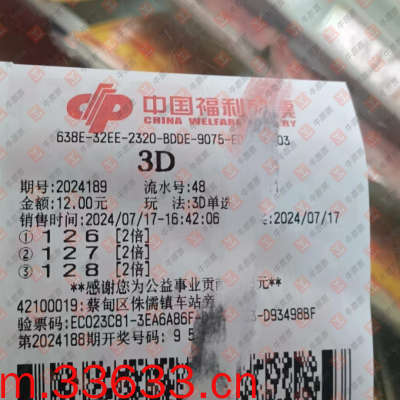 中国福利彩票
CHINA WELFARE LOTTERY
638E-32EE-2320-BDDE-9075- 03
3D
期号:2024189 流水号:48
金额:12.00元 玩 法:3D单选
销售时间:2024/07/17-16:42:06 :2024/07/17
① 1 2 6 [2倍]
② 1 2 7 [2倍]
③ 1 2 8 [2倍]
**感谢您为公益事业贡 元**
42100019:蔡甸区侏儒镇车站旁
验票码:EC023C81-3EA6A86F- -D93498BF
第2024188期开奖号码:9 5
m.33633.cn